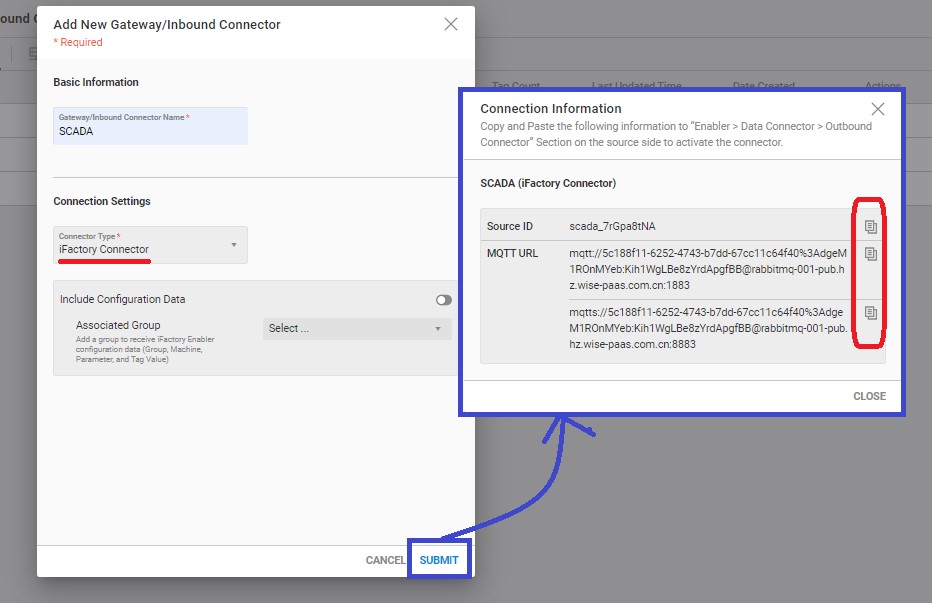 ound C
Tag Count
Last Updated Time
Date Created
Actions
Add New Gateway/Inbound Connector
* Required
Basic Information
Gateway/Inbound Connector Name *
SCADA
Connection Settings
Connector Type *
iFactory Connector
Include Configuration Data
Associated Group
Add a group to receive iFactory Enabler
configuration data (Group, Machine,
Parameter, and Tag Value)
Select ...
CANCEL
SUBMIT
Connection Information
Copy and Paste the following information to “Enabler > Data Connector > Outbound
Connector” Section on the source side to activate the connector.
SCADA (iFactory Connector)
Source ID
scada_7rGpa8tNA
MQTT URL
mqtt://5c188f11-6252-4743-b7dd-67cc11c64f40%3AdgeM
1ROnMYeb:Kih1WgLBe8zYrdApgfBB@rabbitmq-001-pub.h
z.wise-paas.com.cn:1883
mqtts://5c188f11-6252-4743-b7dd-67cc11c64f40%3Adge
M1ROnMYeb:Kih1WgLBe8zYrdApgfBB@rabbitmq-001-pub.
hz.wise-paas.com.cn:8883
CLOSE